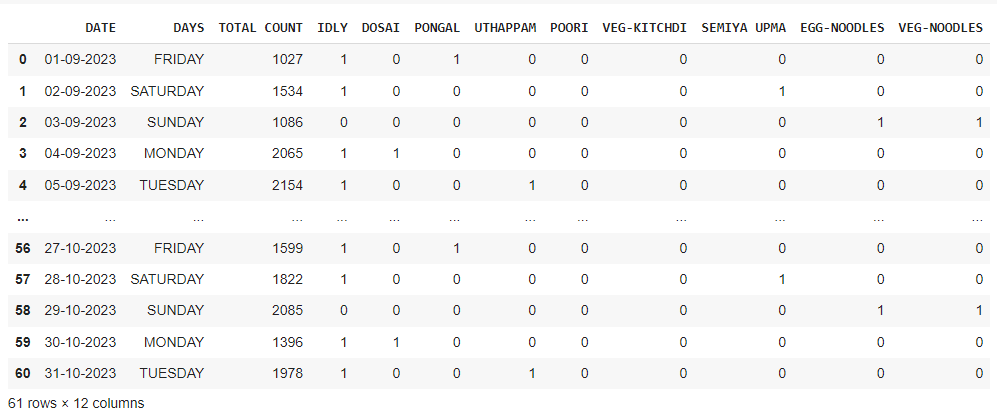 DATE DAYS TOTAL COUNT IDLY DOSAI PONGAL UTHAPPAM POORI VEG-KITCHDI SEMIYA UPMA EGG-NOODLES VEG-NOODLES
0 01-09-2023 FRIDAY 1027 1 0 1 0 0 0 0 0 0
1 02-09-2023 SATURDAY 1534 1 0 0 0 0 0 1 0 0
2 03-09-2023 SUNDAY 1086 0 0 0 0 0 0 0 1 1
3 04-09-2023 MONDAY 2065 1 1 0 0 0 0 0 0 0
4 05-09-2023 TUESDAY 2154 1 0 0 1 0 0 0 0 0
... ... ... ... ... ... ... ... ... ... ... ... ...
56 27-10-2023 FRIDAY 1599 1 0 1 0 0 0 0 0 0
57 28-10-2023 SATURDAY 1822 1 0 0 0 0 0 1 0 0
58 29-10-2023 SUNDAY 2085 0 0 0 0 0 0 0 1 1
59 30-10-2023 MONDAY 1396 1 1 0 0 0 0 0 0 0
60 31-10-2023 TUESDAY 1978 1 0 0 1 0 0 0 0 0
61 rows × 12 columns